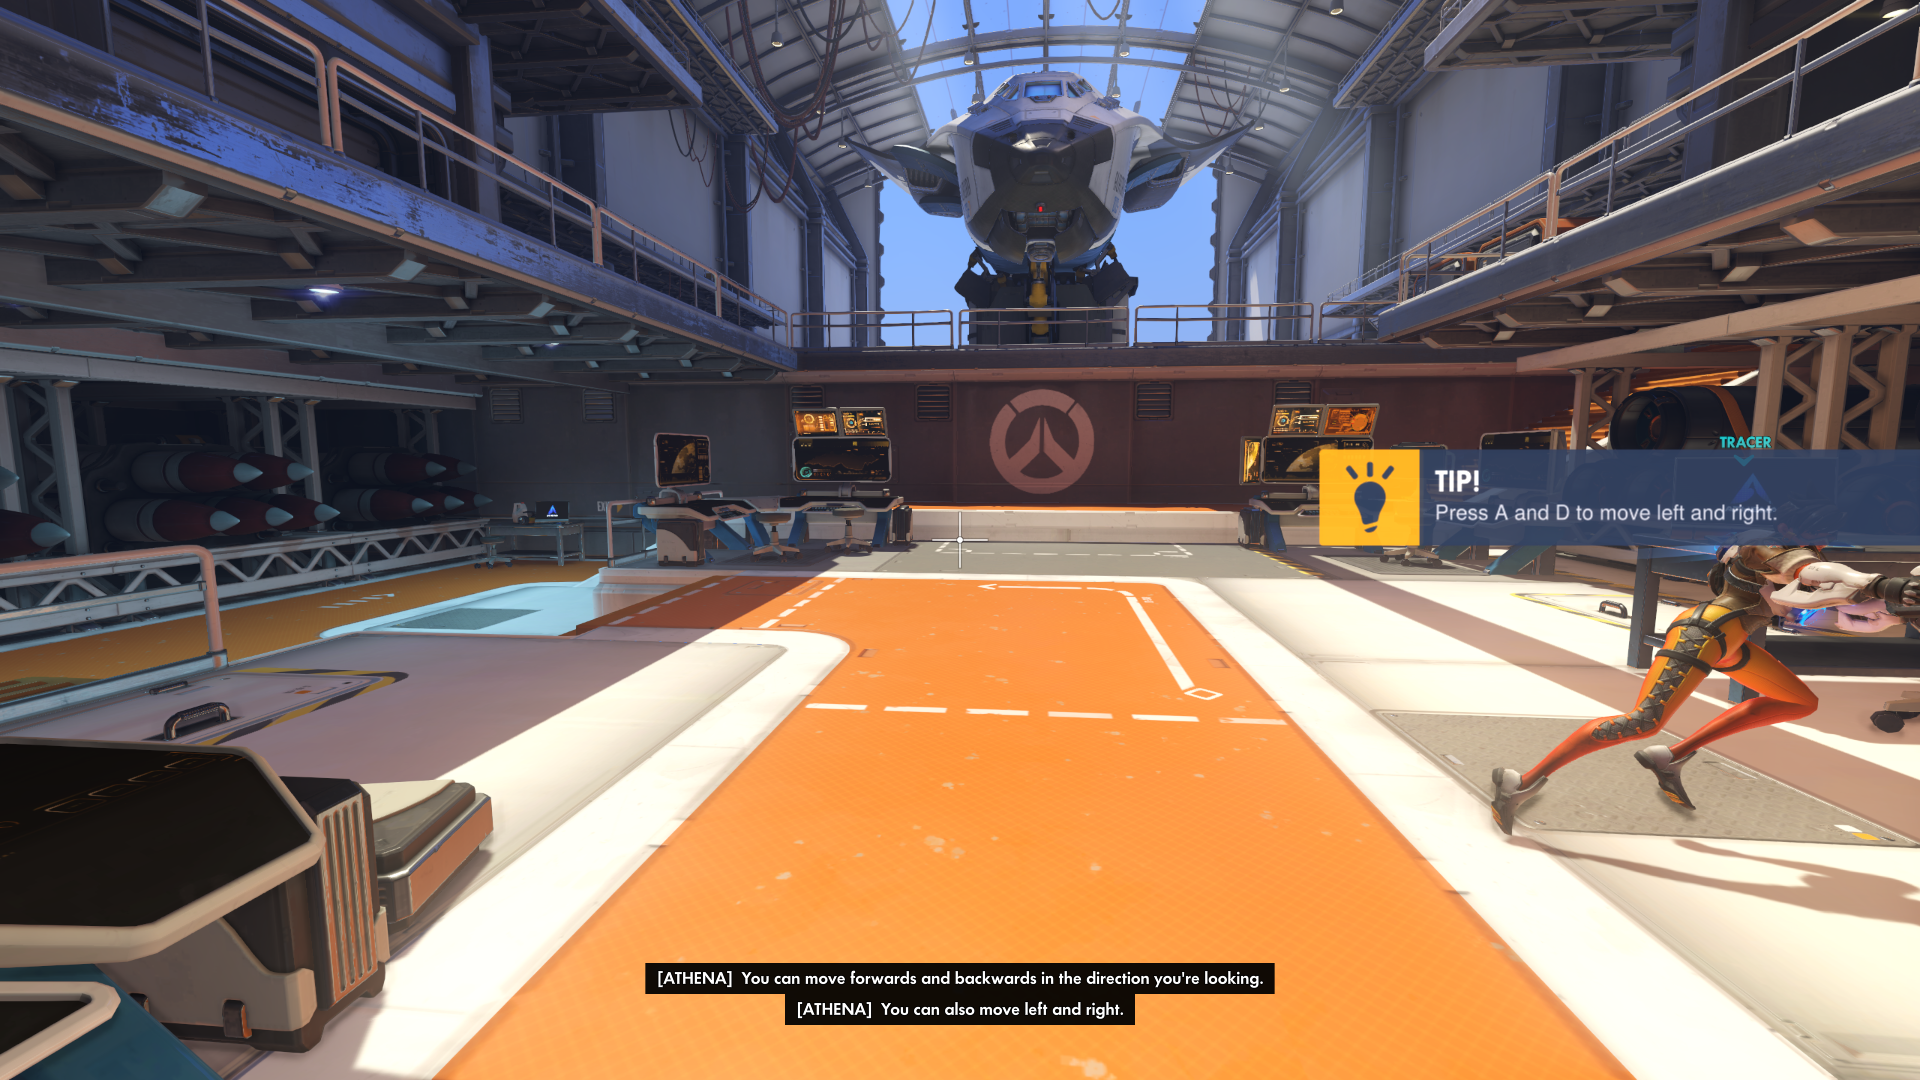 TRACER
TIP!
Press A and D to move left and right.
[ATHENA] You can move forwards and backwards in the direction you're looking.
[ATHENA] You can also move left and right.